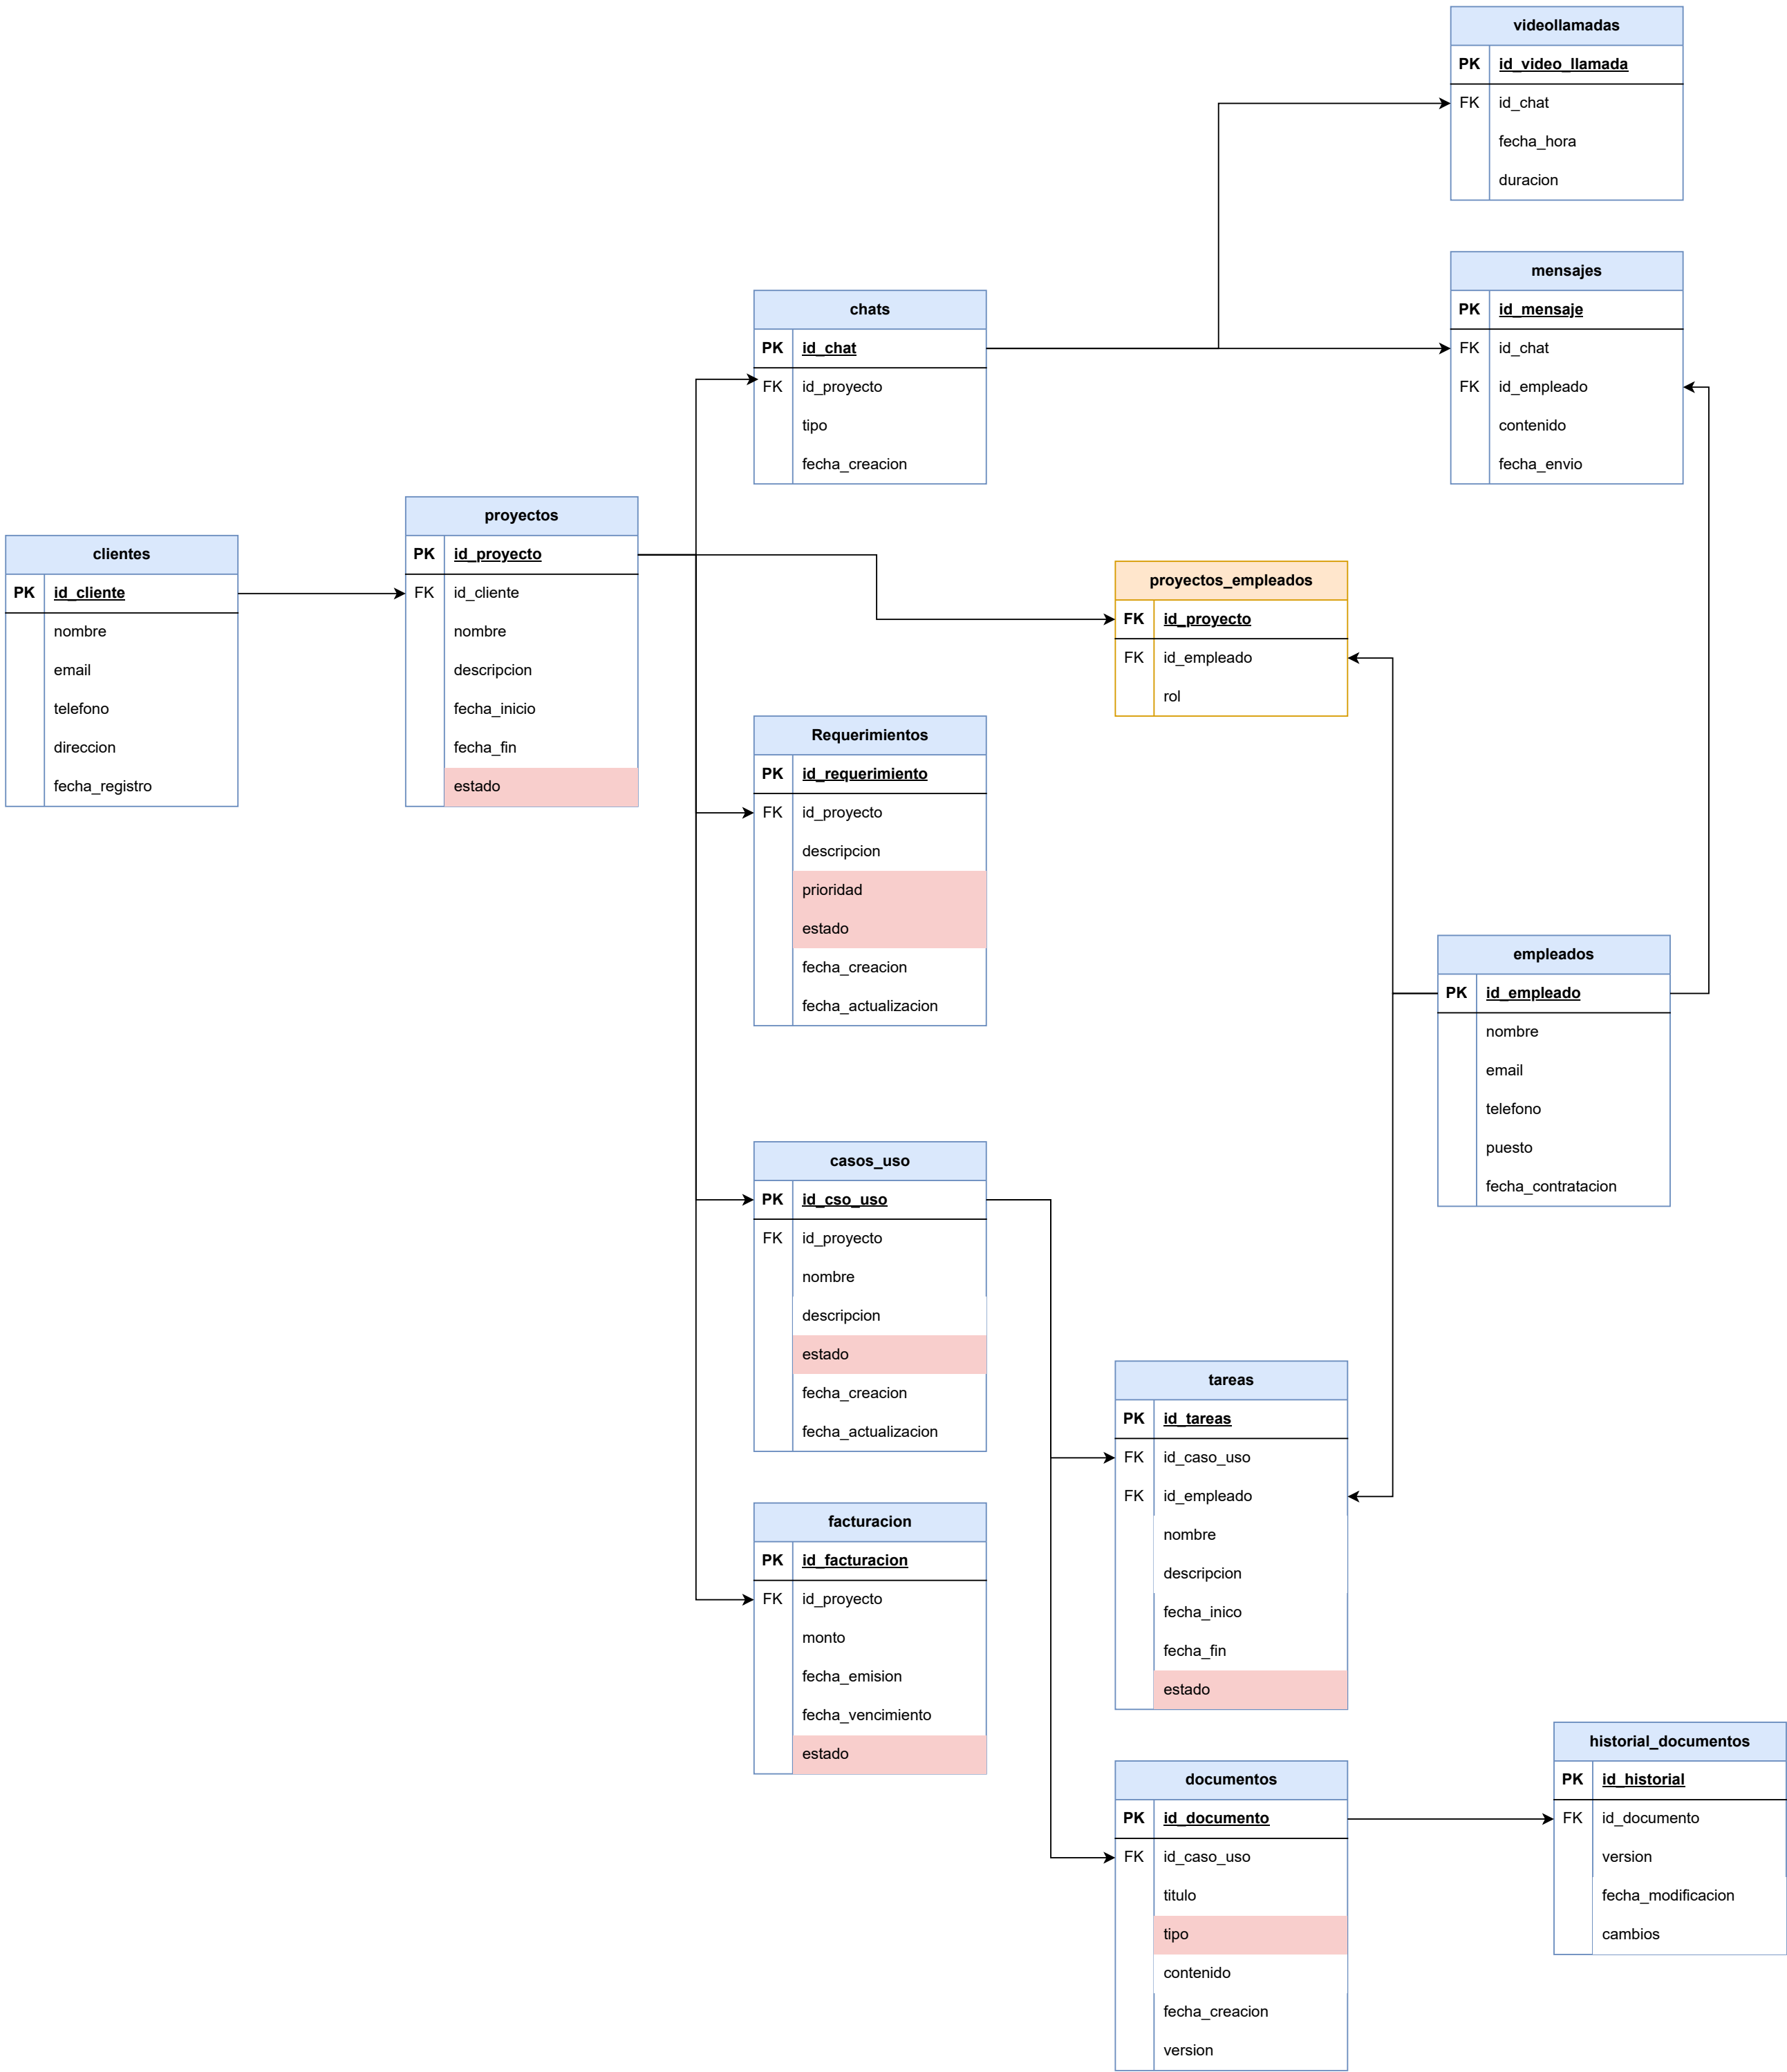 videollamadas
PK id_video_llamada
FK id_chat
fecha_hora
duracion
mensajes
PK id_mensaje
FK id_chat
FK id_empleado
contenido
fecha_envio
chats
PK id_chat
FK id_proyecto
tipo
fecha_creacion
proyectos
PK id_proyecto
FK id_cliente
nombre
descripcion
fecha_inicio
fecha_fin
estado
clientes
PK id_cliente
nombre
email
telefono
direccion
fecha_registro
proyectos_empleados
FK id_proyecto
FK id_empleado
rol
Requerimientos
PK id_requerimiento
FK id_proyecto
descripcion
prioridad
estado
fecha_creacion
fecha_actualizacion
empleados
PK id_empleado
nombre
email
telefono
puesto
fecha_contratacion
casos_uso
PK id_cso_uso
FK id_proyecto
nombre
descripcion
estado
fecha_creacion
fecha_actualizacion
tareas
PK id_tareas
FK id_caso_uso
FK id_empleado
nombre
descripcion
fecha_inico
fecha_fin
estado
facturacion
PK id_facturacion
FK id_proyecto
monto
fecha_emision
fecha_vencimiento
estado
documentos
PK id_documento
FK id_caso_uso
titulo
tipo
contenido
fecha_creacion
version
historial_documentos
PK id_historial
FK id_documento
version
fecha_modificacion
cambios